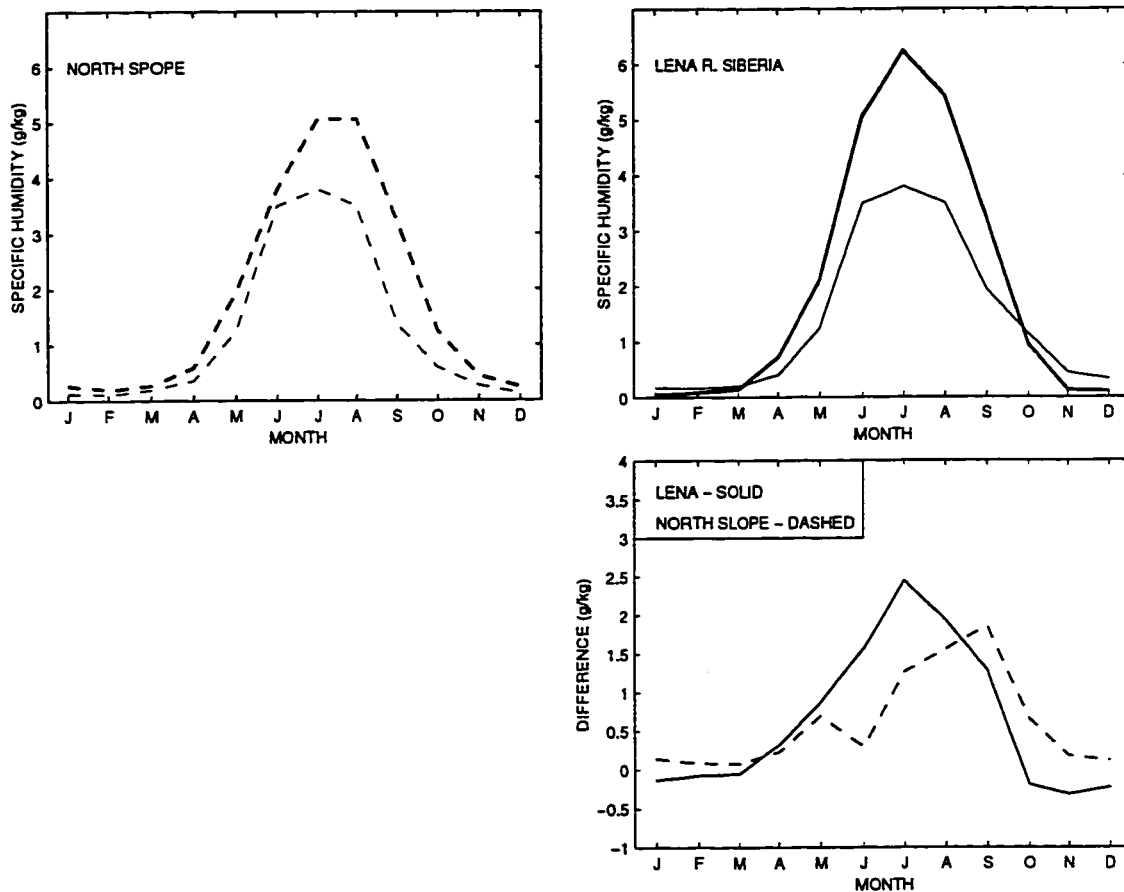 NORTH SPOPE
SPECIFIC HUMIDITY (g/kg)
6
5
4
3
2
1
0
J F M A M J J A S O N D
MONTH
LENA R. SIBERIA
SPECIFIC HUMIDITY (g/kg)
6
5
4
3
2
1
0
J F M A M J J A S O N D
MONTH
LENA – SOLID
NORTH SLOPE – DASHED
DIFFERENCE (g/kg)
4
3.5
3
2.5
2
1.5
1
0.5
0
-0.5
-1
J F M A M J J A S O N D
MONTH